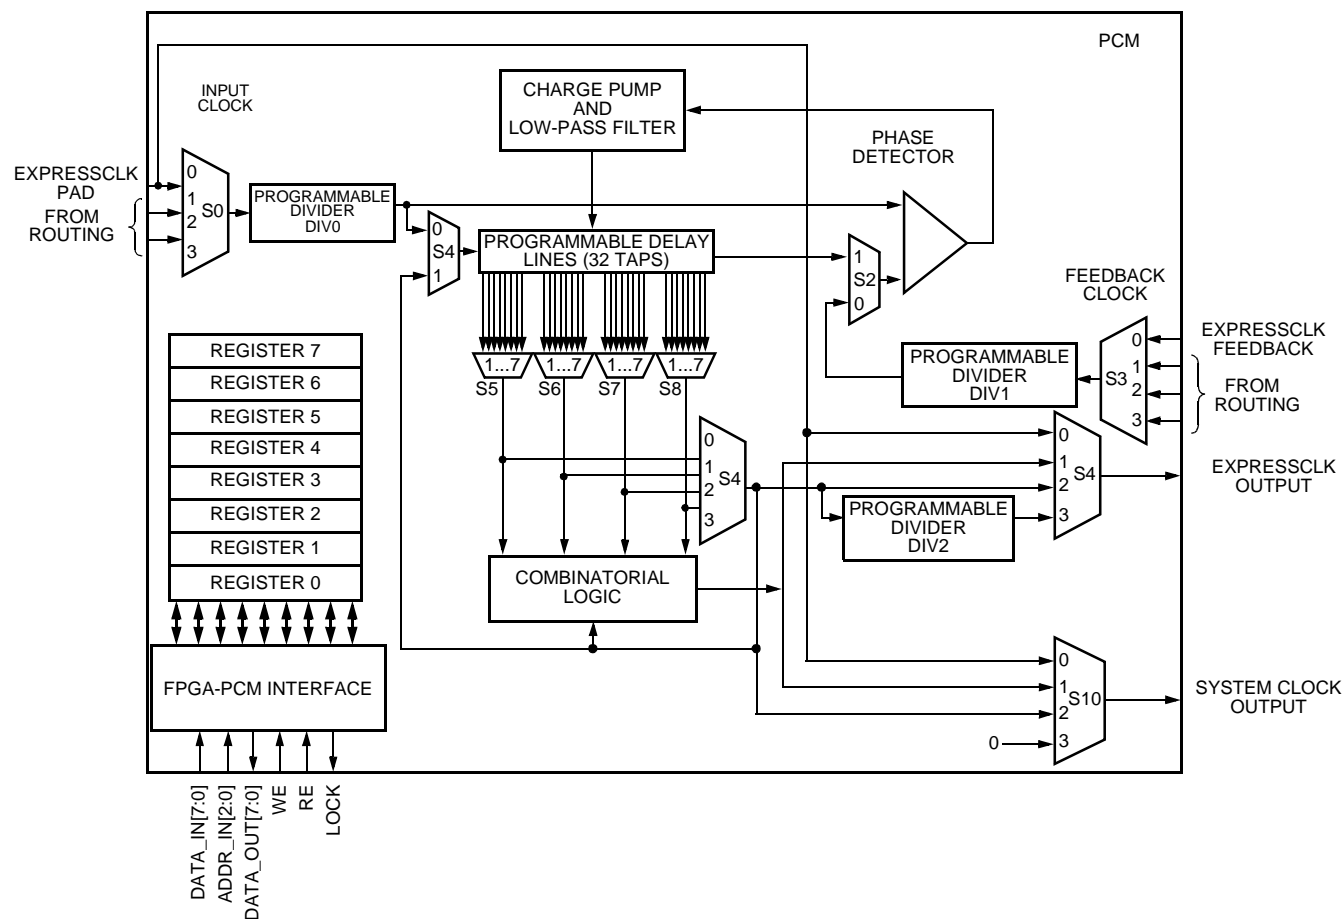 PCM
INPUT
CLOCK
CHARGE PUMP
AND
LOW-PASS FILTER
PHASE
DETECTOR
EXPRESSCLK
PAD
FROM
ROUTING
0
1
2
3
S0
PROGRAMMABLE
DIVIDER
DIV0
0
S4
1
PROGRAMMABLE DELAY
LINES (32 TAPS)
1
S2
0
FEEDBACK
CLOCK
EXPRESSCLK
FEEDBACK
FROM
ROUTING
0
1
2
3
S3
PROGRAMMABLE
DIVIDER
DIV1
REGISTER 7
REGISTER 6
REGISTER 5
REGISTER 4
REGISTER 3
REGISTER 2
REGISTER 1
REGISTER 0
1...7
1...7
1...7
1...7
S5
S6
S7
S8
0
1
2
3
S4
0
1
2
3
S4
EXPRESSCLK
OUTPUT
PROGRAMMABLE
DIVIDER
DIV2
COMBINATORIAL
LOGIC
FPGA-PCM INTERFACE
0
1
2
3
S10
0
SYSTEM CLOCK
OUTPUT
DATA_IN[7:0]
ADDR_IN[2:0]
DATA_OUT[7:0]
WE
RE
LOCK